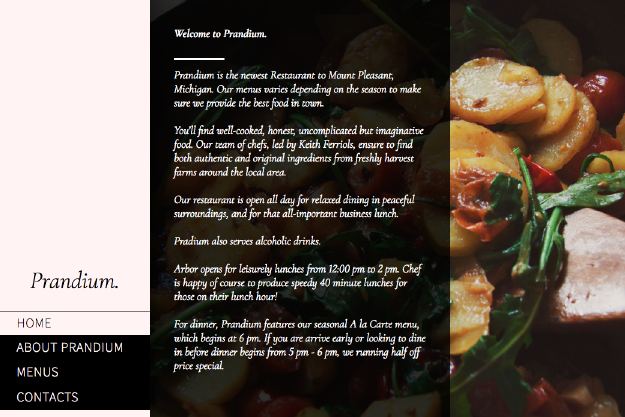 Welcome to Prandium.
Prandium is the newest Restaurant to Mount Pleasant,
Michigan. Our menus varies depending on the season to make
sure we provide the best food in town.
You'll find well-cooked, honest, uncomplicated but imaginative
food. Our team of chefs, led by Keith Ferriols, ensure to find
both authentic and original ingredients from freshly harvest
farms around the local area.
Our restaurant is open all day for relaxed dining in peaceful
surroundings, and for that all-important business lunch.
Pradium also serves alcoholic drinks.
Arbor opens for leisurely lunches from 12:00 pm to 2 pm. Chef
is happy of course to produce speedy 40 minute lunches for
those on their lunch hour!
For dinner, Prandium features our seasonal A la Carte menu,
which begins at 6 pm. If you are arrive early or looking to dine
in before dinner begins from 5 pm - 6 pm, we running half off
price special.
Prandium.
HOME
ABOUT PRANDIUM
MENUS
CONTACTS